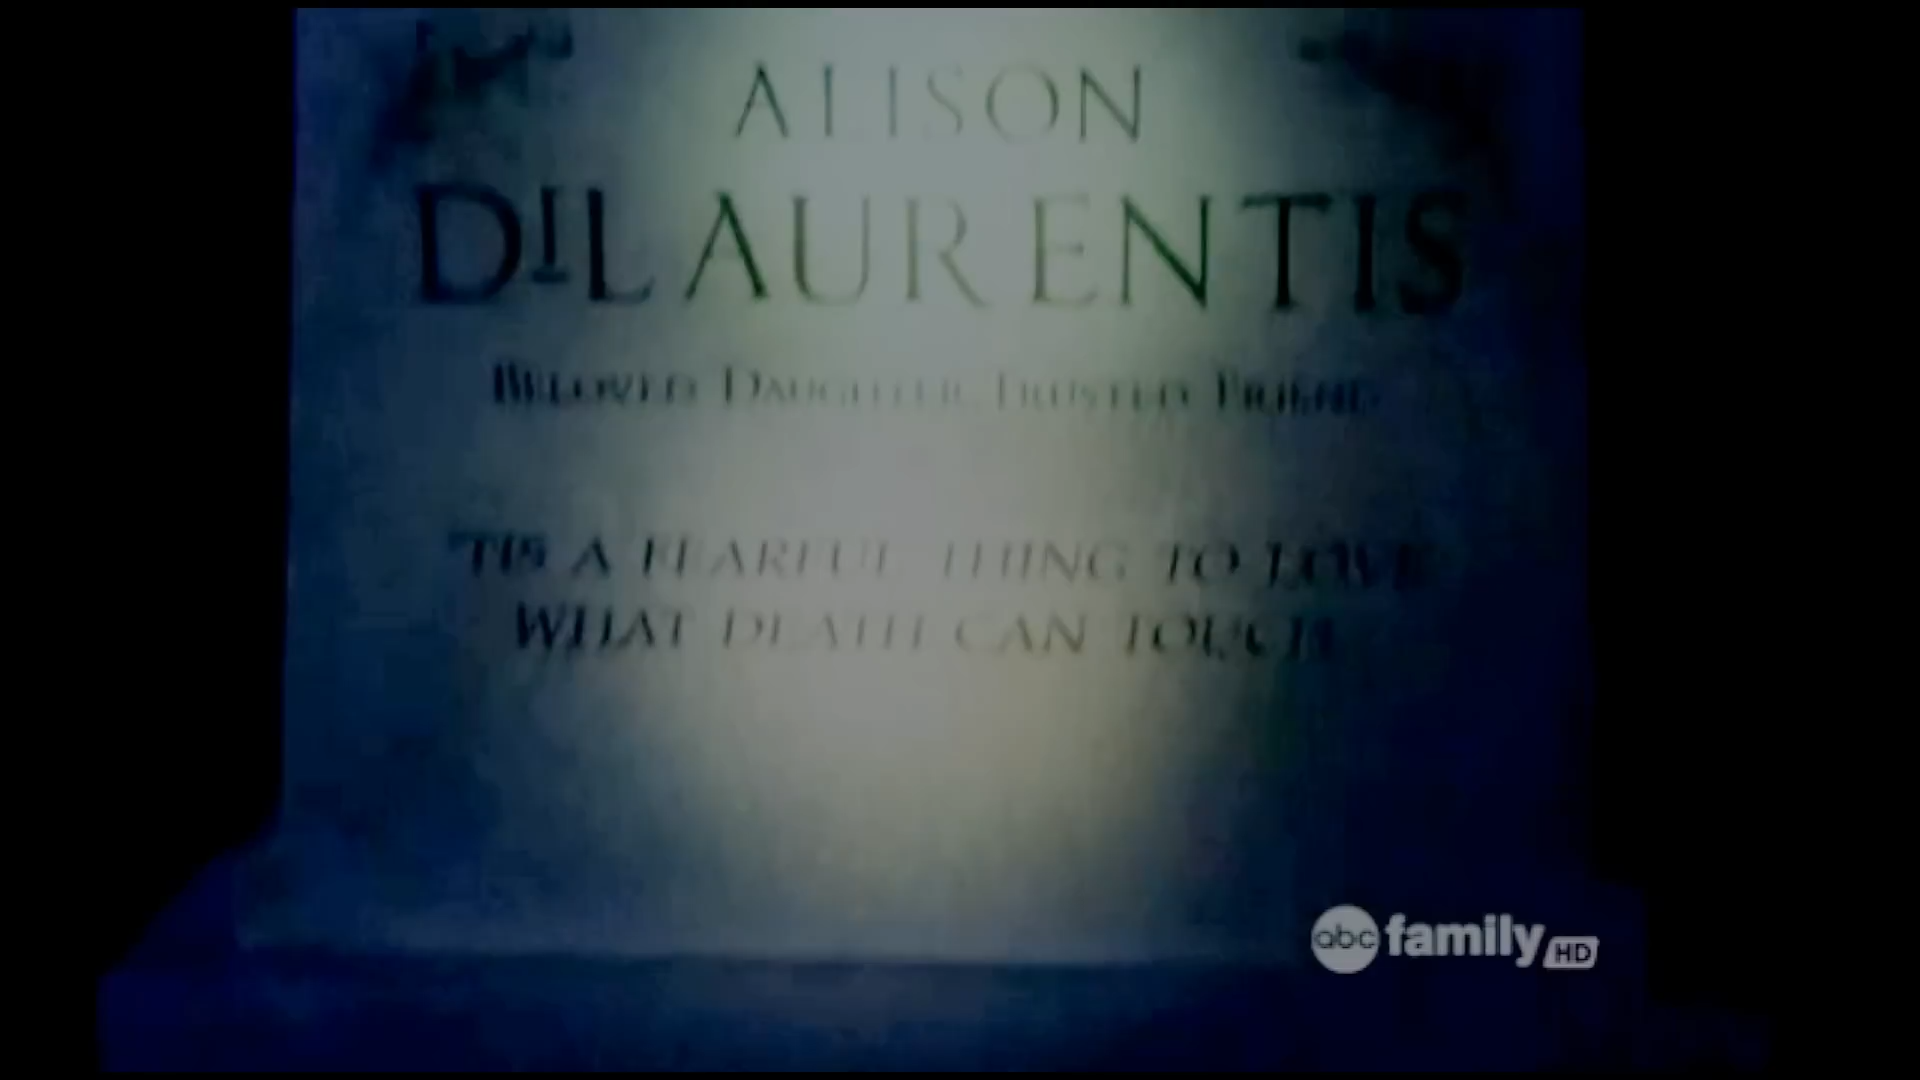 ALISON
DILAURENTIS
BELOVED DAUGHTER, TRUSTED FRIEND
'TIS A FEARFUL THING TO LOVE
WHAT DEATH CAN TOUCH
abc family HD